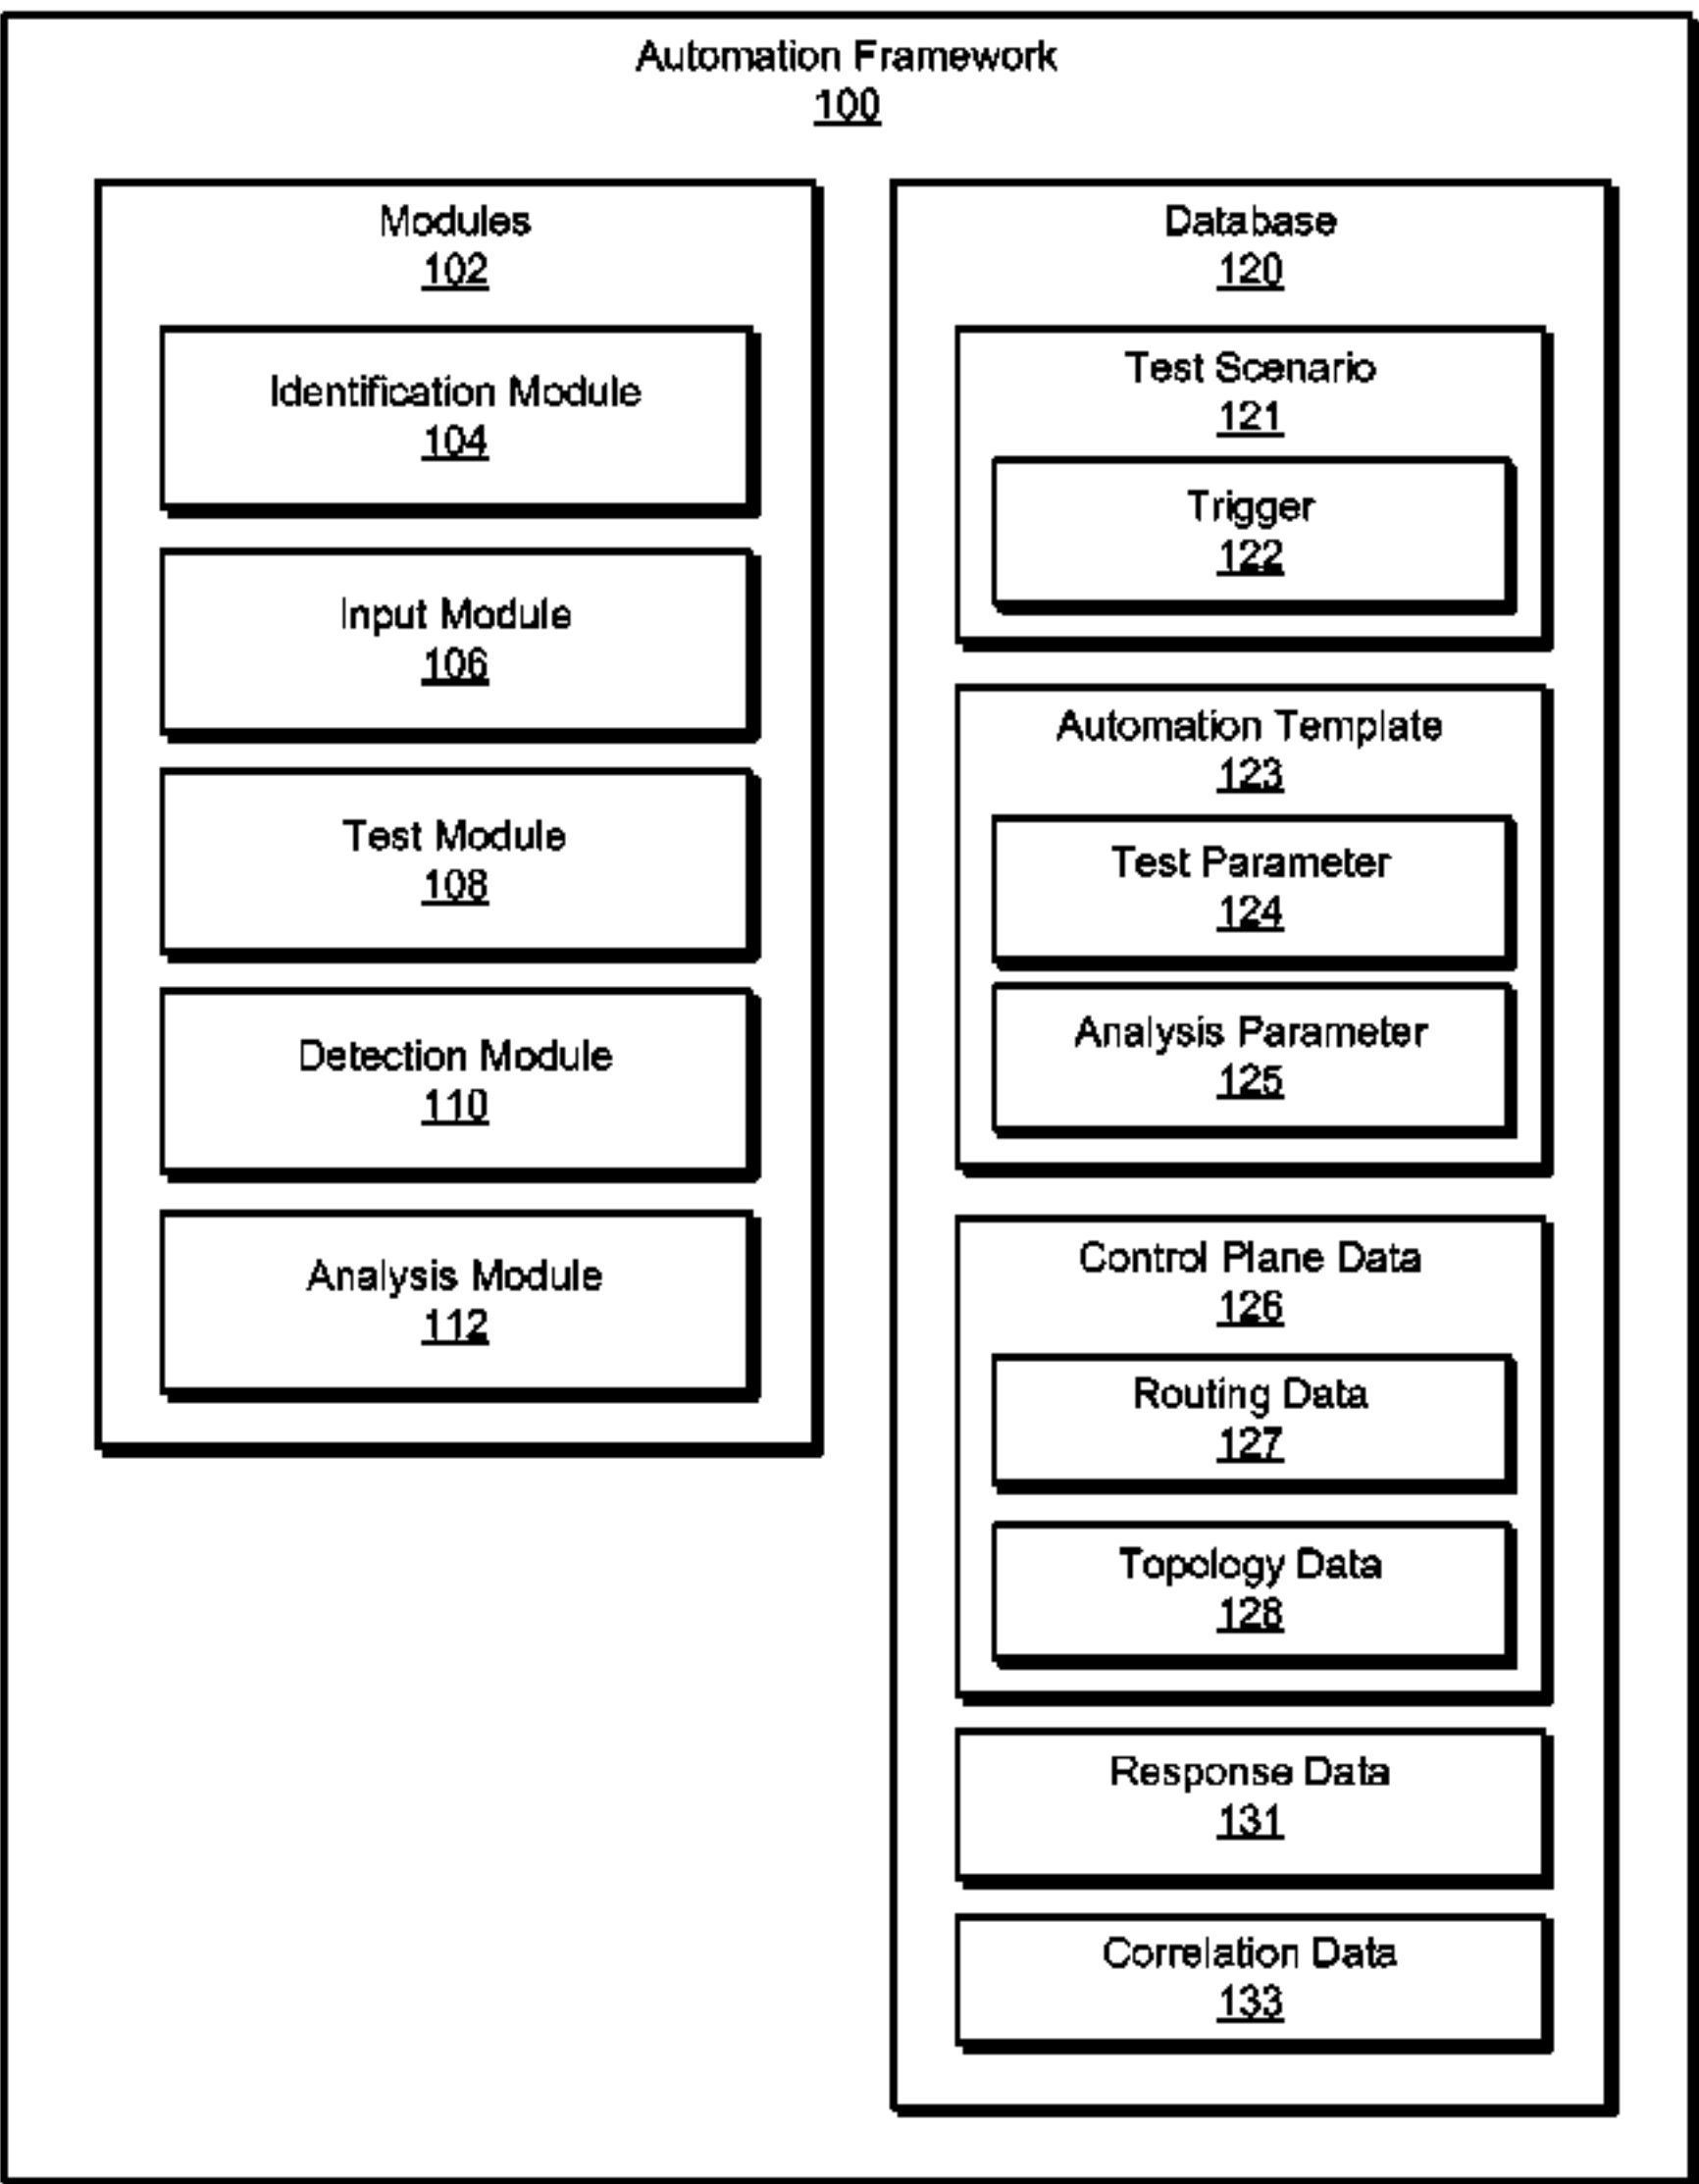 Automation Framework
100
Modules
102
Identification Module
104
Input Module
106
Test Module
108
Detection Module
110
Analysis Module
112
Database
120
Test Scenario
121
Trigger
122
Automation Template
123
Test Parameter
124
Analysis Parameter
125
Control Plane Data
126
Routing Data
127
Topology Data
128
Response Data
131
Correlation Data
133